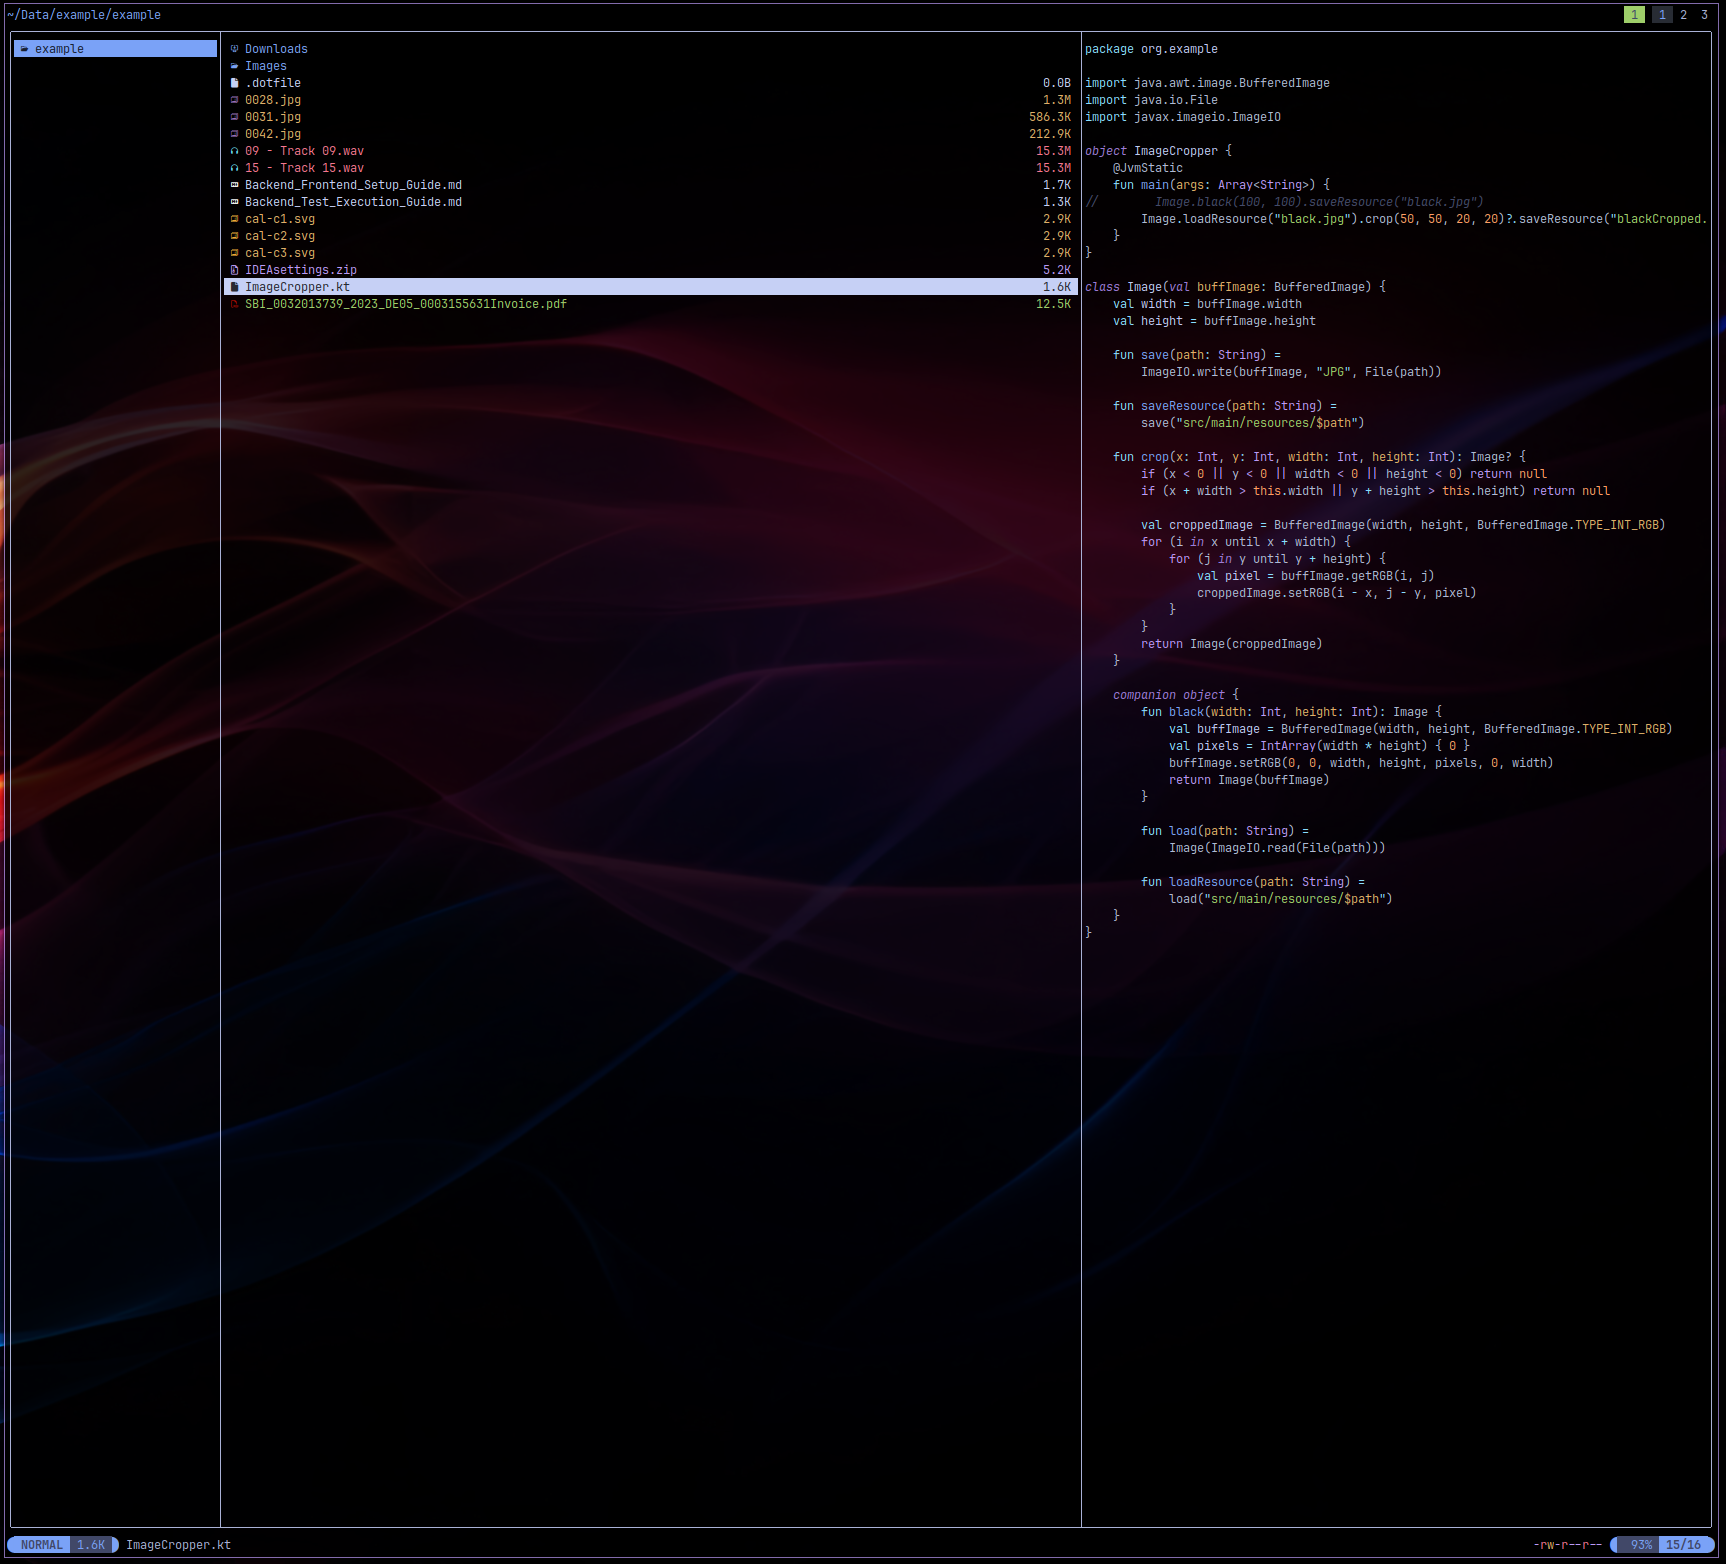 ~/Data/example/example
1 1 2 3
example
Downloads
Images
.dotfile 0.0B
0028.jpg 1.3M
0031.jpg 586.3K
0042.jpg 212.9K
09 - Track 09.wav 15.3M
15 - Track 15.wav 15.3M
Backend_Frontend_Setup_Guide.md 1.7K
Backend_Test_Execution_Guide.md 1.3K
cal-c1.svg 2.9K
cal-c2.svg 2.9K
cal-c3.svg 2.9K
IDEAsettings.zip 5.2K
ImageCropper.kt 1.6K
SBI_0032013739_2023_DE05_0003155631Invoice.pdf 12.5K
package org.example
import java.awt.image.BufferedImage
import java.io.File
import javax.imageio.ImageIO
object ImageCropper {
    @JvmStatic
    fun main(args: Array<String>) {
//        Image.black(100, 100).saveResource("black.jpg")
        Image.loadResource("black.jpg").crop(50, 50, 20, 20)?.saveResource("blackCropped.
    }
}
class Image(val buffImage: BufferedImage) {
    val width = buffImage.width
    val height = buffImage.height
    fun save(path: String) =
        ImageIO.write(buffImage, "JPG", File(path))
    fun saveResource(path: String) =
        save("src/main/resources/$path")
    fun crop(x: Int, y: Int, width: Int, height: Int): Image? {
        if (x < 0 || y < 0 || width < 0 || height < 0) return null
        if (x + width > this.width || y + height > this.height) return null
        val croppedImage = BufferedImage(width, height, BufferedImage.TYPE_INT_RGB)
        for (i in x until x + width) {
            for (j in y until y + height) {
                val pixel = buffImage.getRGB(i, j)
                croppedImage.setRGB(i - x, j - y, pixel)
            }
        }
        return Image(croppedImage)
    }
    companion object {
        fun black(width: Int, height: Int): Image {
            val buffImage = BufferedImage(width, height, BufferedImage.TYPE_INT_RGB)
            val pixels = IntArray(width * height) { 0 }
            buffImage.setRGB(0, 0, width, height, pixels, 0, width)
            return Image(buffImage)
        }
        fun load(path: String) =
            Image(ImageIO.read(File(path)))
        fun loadResource(path: String) =
            load("src/main/resources/$path")
    }
}
NORMAL 1.6K ImageCropper.kt -rw-r--r-- 93% 15/16